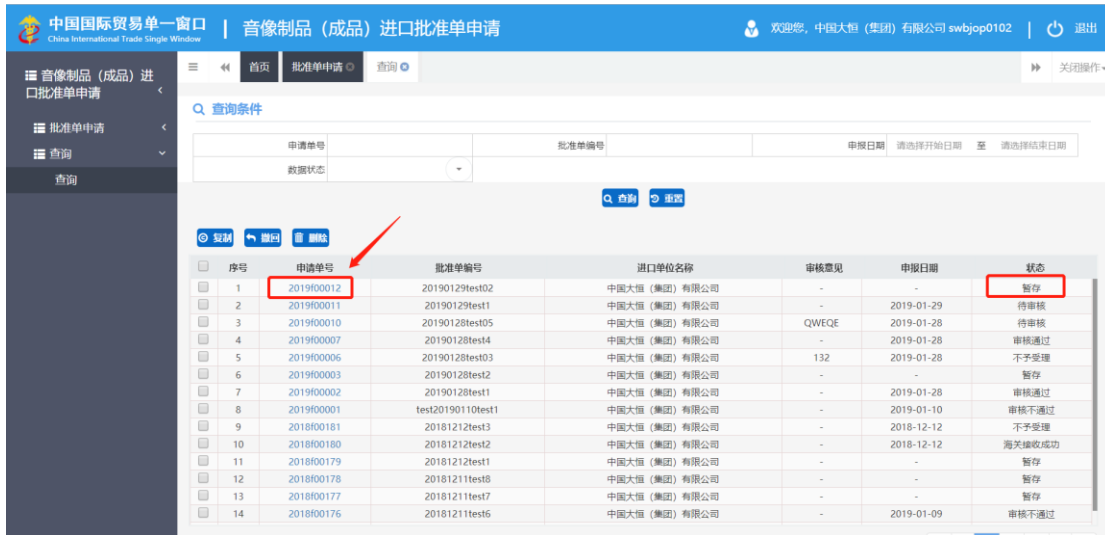 中国国际贸易单一窗口 | 音像制品（成品）进口批准单申请 欢迎您，中国大恒（集团）有限公司 swbjop0102 | 退出
China International Trade Single Window
音像制品（成品）进口批准单申请
批准单申请
查询
查询
首页 批准单申请 查询 关闭操作
查询条件
申请单号 批准单编号 申报日期 请选择开始日期 至 请选择结束日期
数据状态
查询 重置
复制 撤回 删除
序号 申请单号 批准单编号 进口单位名称 审核意见 申报日期 状态
1 2019f00012 20190129test02 中国大恒（集团）有限公司 - - 暂存
2 2019f00011 20190129test1 中国大恒（集团）有限公司 - 2019-01-29 待审核
3 2019f00010 20190128test05 中国大恒（集团）有限公司 QWEQE 2019-01-28 待审核
4 2019f00007 20190128test4 中国大恒（集团）有限公司 - 2019-01-28 审核通过
5 2019f00006 20190128test03 中国大恒（集团）有限公司 132 2019-01-28 不予受理
6 2019f00003 20190128test2 中国大恒（集团）有限公司 - - 暂存
7 2019f00002 20190128test1 中国大恒（集团）有限公司 - 2019-01-28 审核通过
8 2019f00001 test20190110test1 中国大恒（集团）有限公司 - 2019-01-10 审核不通过
9 2018f00181 20181212test3 中国大恒（集团）有限公司 - 2018-12-12 不予受理
10 2018f00180 20181212test2 中国大恒（集团）有限公司 - 2018-12-12 海关接收成功
11 2018f00179 20181212test1 中国大恒（集团）有限公司 - - 暂存
12 2018f00178 20181211test8 中国大恒（集团）有限公司 - - 暂存
13 2018f00177 20181211test7 中国大恒（集团）有限公司 - - 暂存
14 2018f00176 20181211test6 中国大恒（集团）有限公司 - 2019-01-09 审核不通过